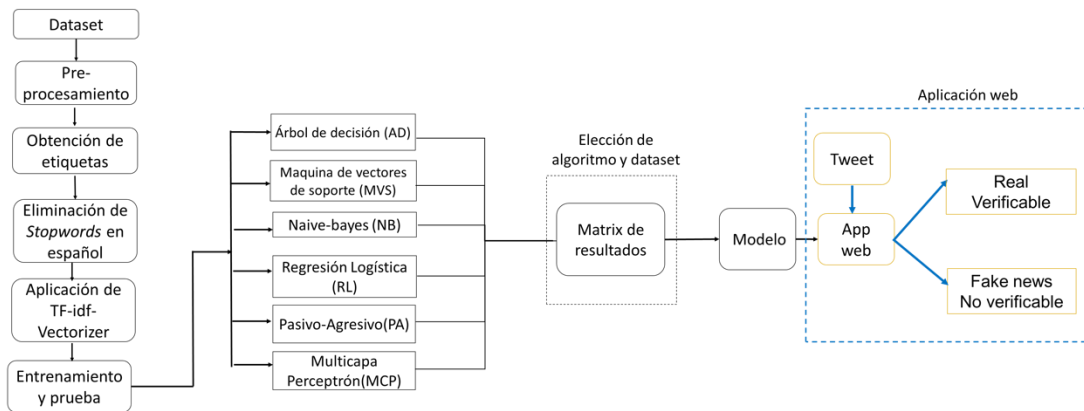 Dataset
Pre-
procesamiento
Obtención de
etiquetas
Eliminación de
Stopwords en
español
Aplicación de
TF-idf-
Vectorizer
Entrenamiento
y prueba
Árbol de decisión (AD)
Maquina de vectores
de soporte (MVS)
Naive-bayes (NB)
Regresión Logística
(RL)
Pasivo-Agresivo(PA)
Multicapa
Perceptrón(MCP)
Elección de
algoritmo y dataset
Matrix de
resultados
Modelo
Aplicación web
Tweet
App
web
Real
Verificable
Fake news
No verificable